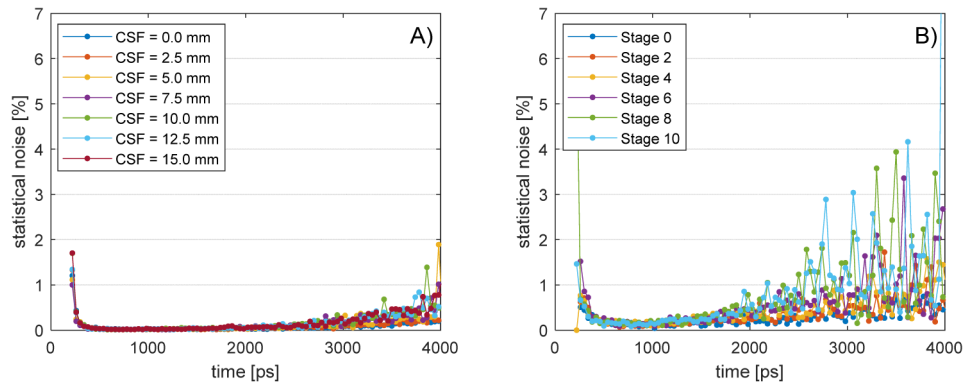 A)
statistical noise [%]
7
6
5
4
3
2
1
0
CSF = 0.0 mm
CSF = 2.5 mm
CSF = 5.0 mm
CSF = 7.5 mm
CSF = 10.0 mm
CSF = 12.5 mm
CSF = 15.0 mm
0 1000 2000 3000 4000
time [ps]
B)
statistical noise [%]
7
6
5
4
3
2
1
0
Stage 0
Stage 2
Stage 4
Stage 6
Stage 8
Stage 10
0 1000 2000 3000 4000
time [ps]